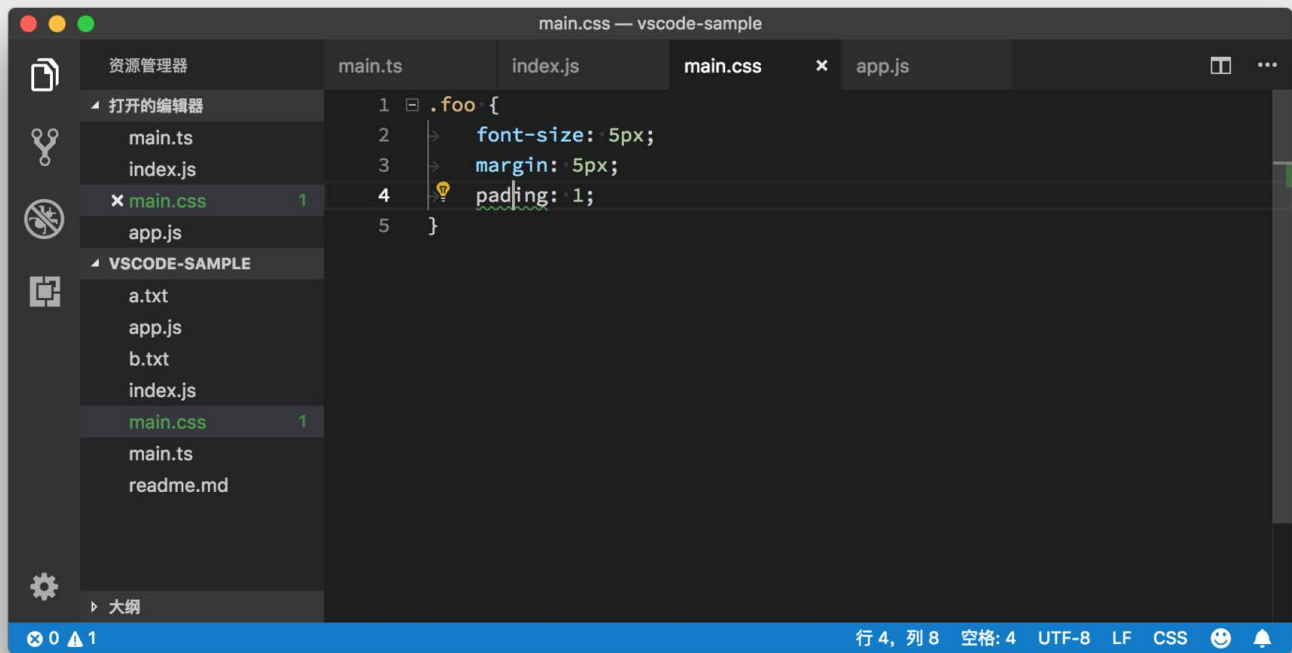 main.css — vscode-sample
资源管理器
main.ts index.js main.css × app.js
打开的编辑器
main.ts
index.js
× main.css 1
app.js
VSCODE-SAMPLE
a.txt
app.js
b.txt
index.js
main.css 1
main.ts
readme.md
大纲
1 .foo {
2 font-size: 5px;
3 margin: 5px;
4 pading: 1;
5 }
0 1 行 4，列 8 空格: 4 UTF-8 LF CSS